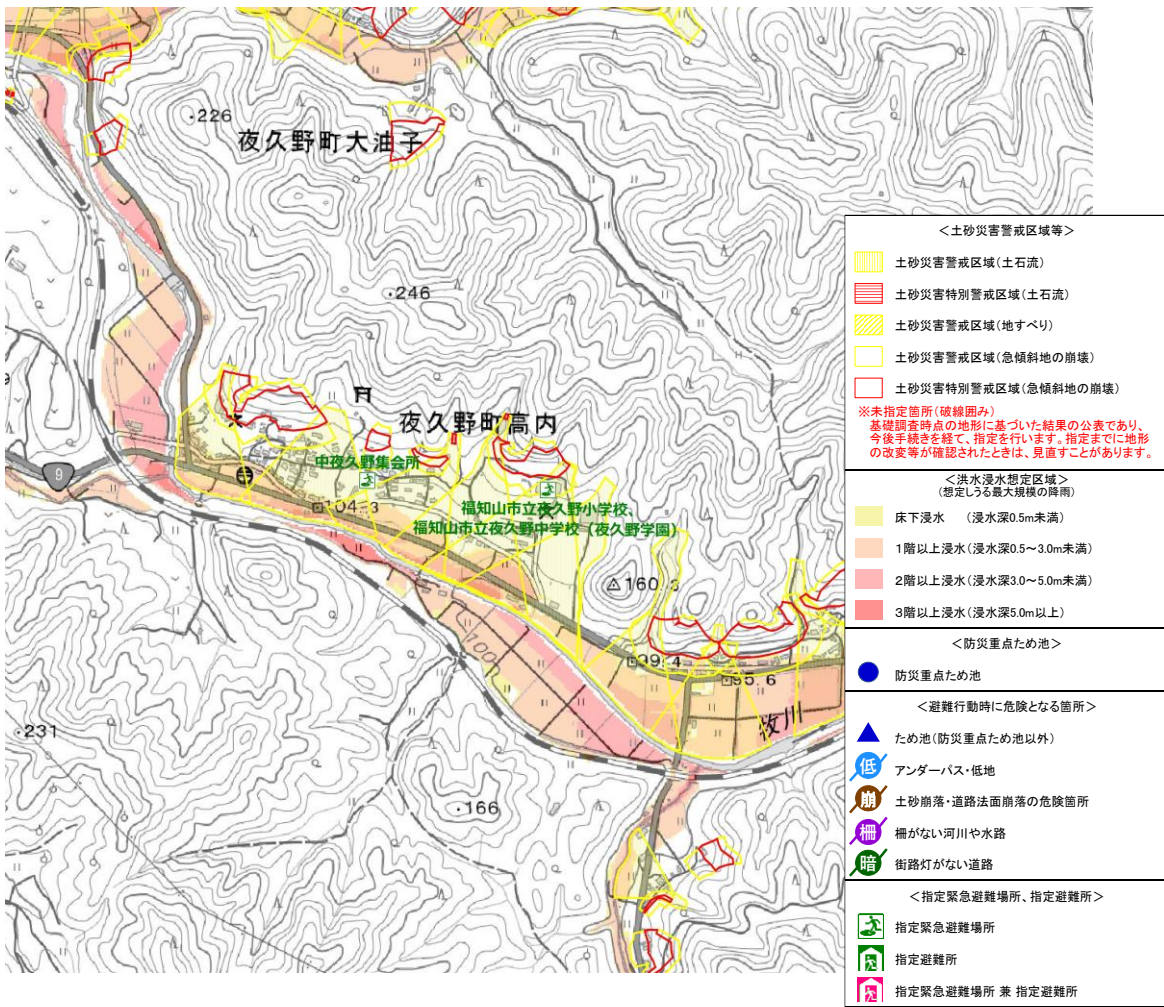 ・226
夜久野町大油子
・246
夜久野町高内
中夜久野集会所
9
福知山市立夜久野小学校、
福知山市立夜久野中学校（夜久野学園）
160
99.4
95.6
100
牧川
・231
・166
＜土砂災害警戒区域等＞
土砂災害警戒区域(土石流)
土砂災害特別警戒区域(土石流)
土砂災害警戒区域(地すべり)
土砂災害警戒区域(急傾斜地の崩壊)
土砂災害特別警戒区域(急傾斜地の崩壊)
※未指定箇所(破線囲み)
基礎調査時点の地形に基づいた結果の公表であり、
今後手続きを経て、指定を行います。指定までに地形
の改変等が確認されたときは、見直すことがあります。
＜洪水浸水想定区域＞
(想定しうる最大規模の降雨)
床下浸水　(浸水深0.5m未満)
1階以上浸水(浸水深0.5～3.0m未満)
2階以上浸水(浸水深3.0～5.0m未満)
3階以上浸水(浸水深5.0m以上)
＜防災重点ため池＞
防災重点ため池
＜避難行動時に危険となる箇所＞
ため池(防災重点ため池以外)
低 アンダーパス・低地
崩 土砂崩落・道路法面崩落の危険箇所
柵 柵がない河川や水路
暗 街路灯がない道路
＜指定緊急避難場所、指定避難所＞
指定緊急避難場所
指定避難所
指定緊急避難場所 兼 指定避難所